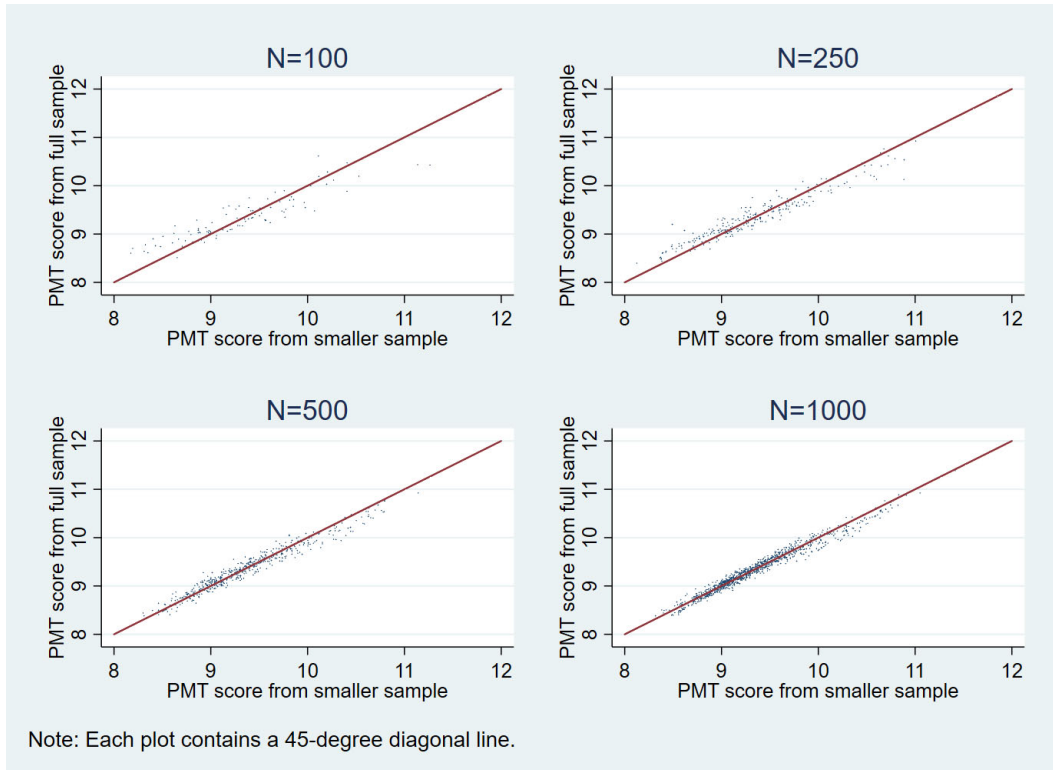 N=100
PMT score from full sample
12
11
10
9
8
8 9 10 11 12
PMT score from smaller sample
N=250
PMT score from full sample
12
11
10
9
8
8 9 10 11 12
PMT score from smaller sample
N=500
PMT score from full sample
12
11
10
9
8
8 9 10 11 12
PMT score from smaller sample
N=1000
PMT score from full sample
12
11
10
9
8
8 9 10 11 12
PMT score from smaller sample
Note: Each plot contains a 45-degree diagonal line.